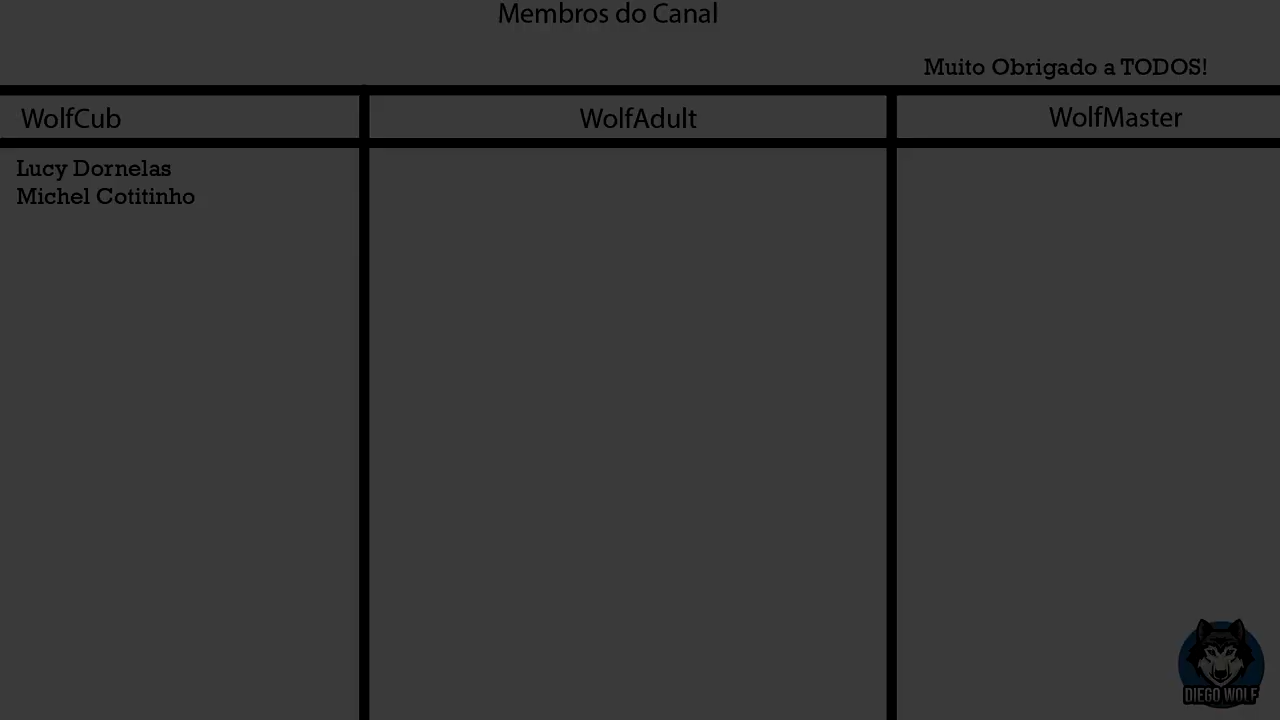 Membros do Canal
Muito Obrigado a TODOS!
WolfCub
WolfAdult
WolfMaster
Lucy Dornelas
Michel Cotitinho
DIEGO WOLF